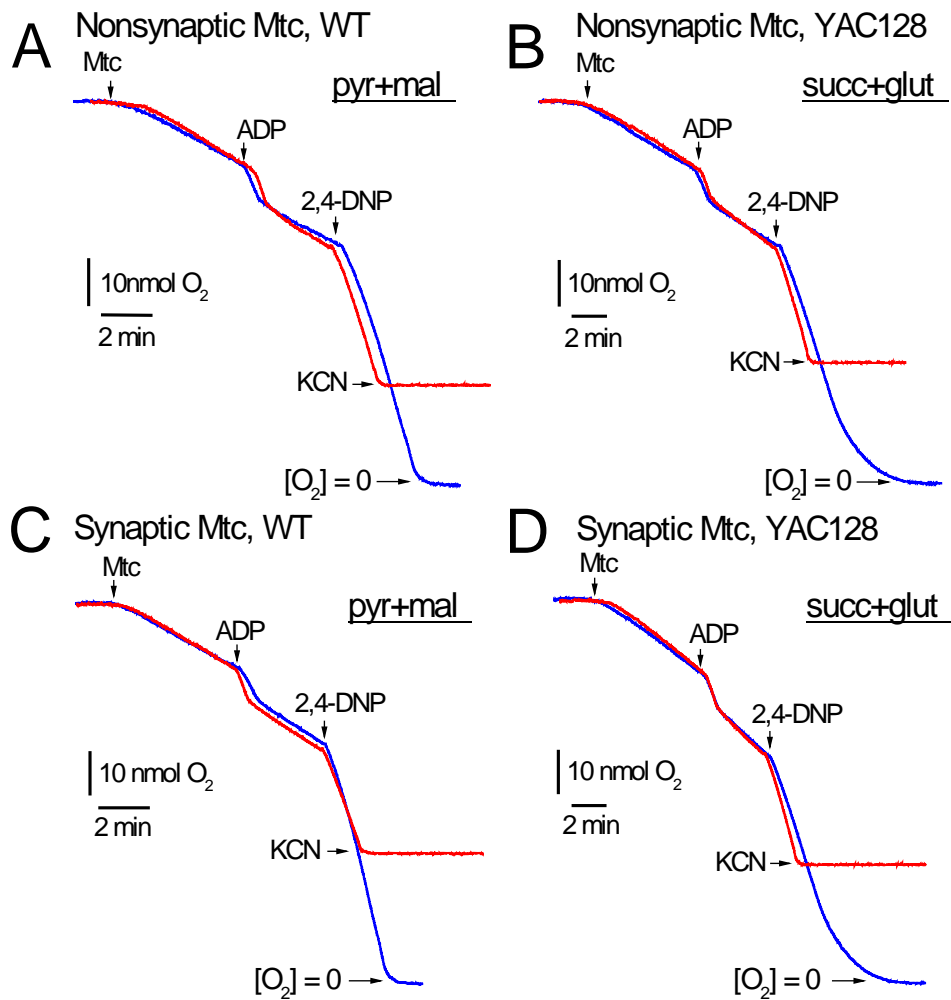 A Nonsynaptic Mtc, WT
Mtc
pyr+mal
ADP
2,4-DNP
10nmol O₂
2 min
KCN
[O₂] = 0
B Nonsynaptic Mtc, YAC128
Mtc
succ+glut
ADP
2,4-DNP
10nmol O₂
2 min
KCN
[O₂] = 0
C Synaptic Mtc, WT
Mtc
pyr+mal
ADP
2,4-DNP
10 nmol O₂
2 min
KCN
[O₂] = 0
D Synaptic Mtc, YAC128
Mtc
succ+glut
ADP
2,4-DNP
10 nmol O₂
2 min
KCN
[O₂] = 0